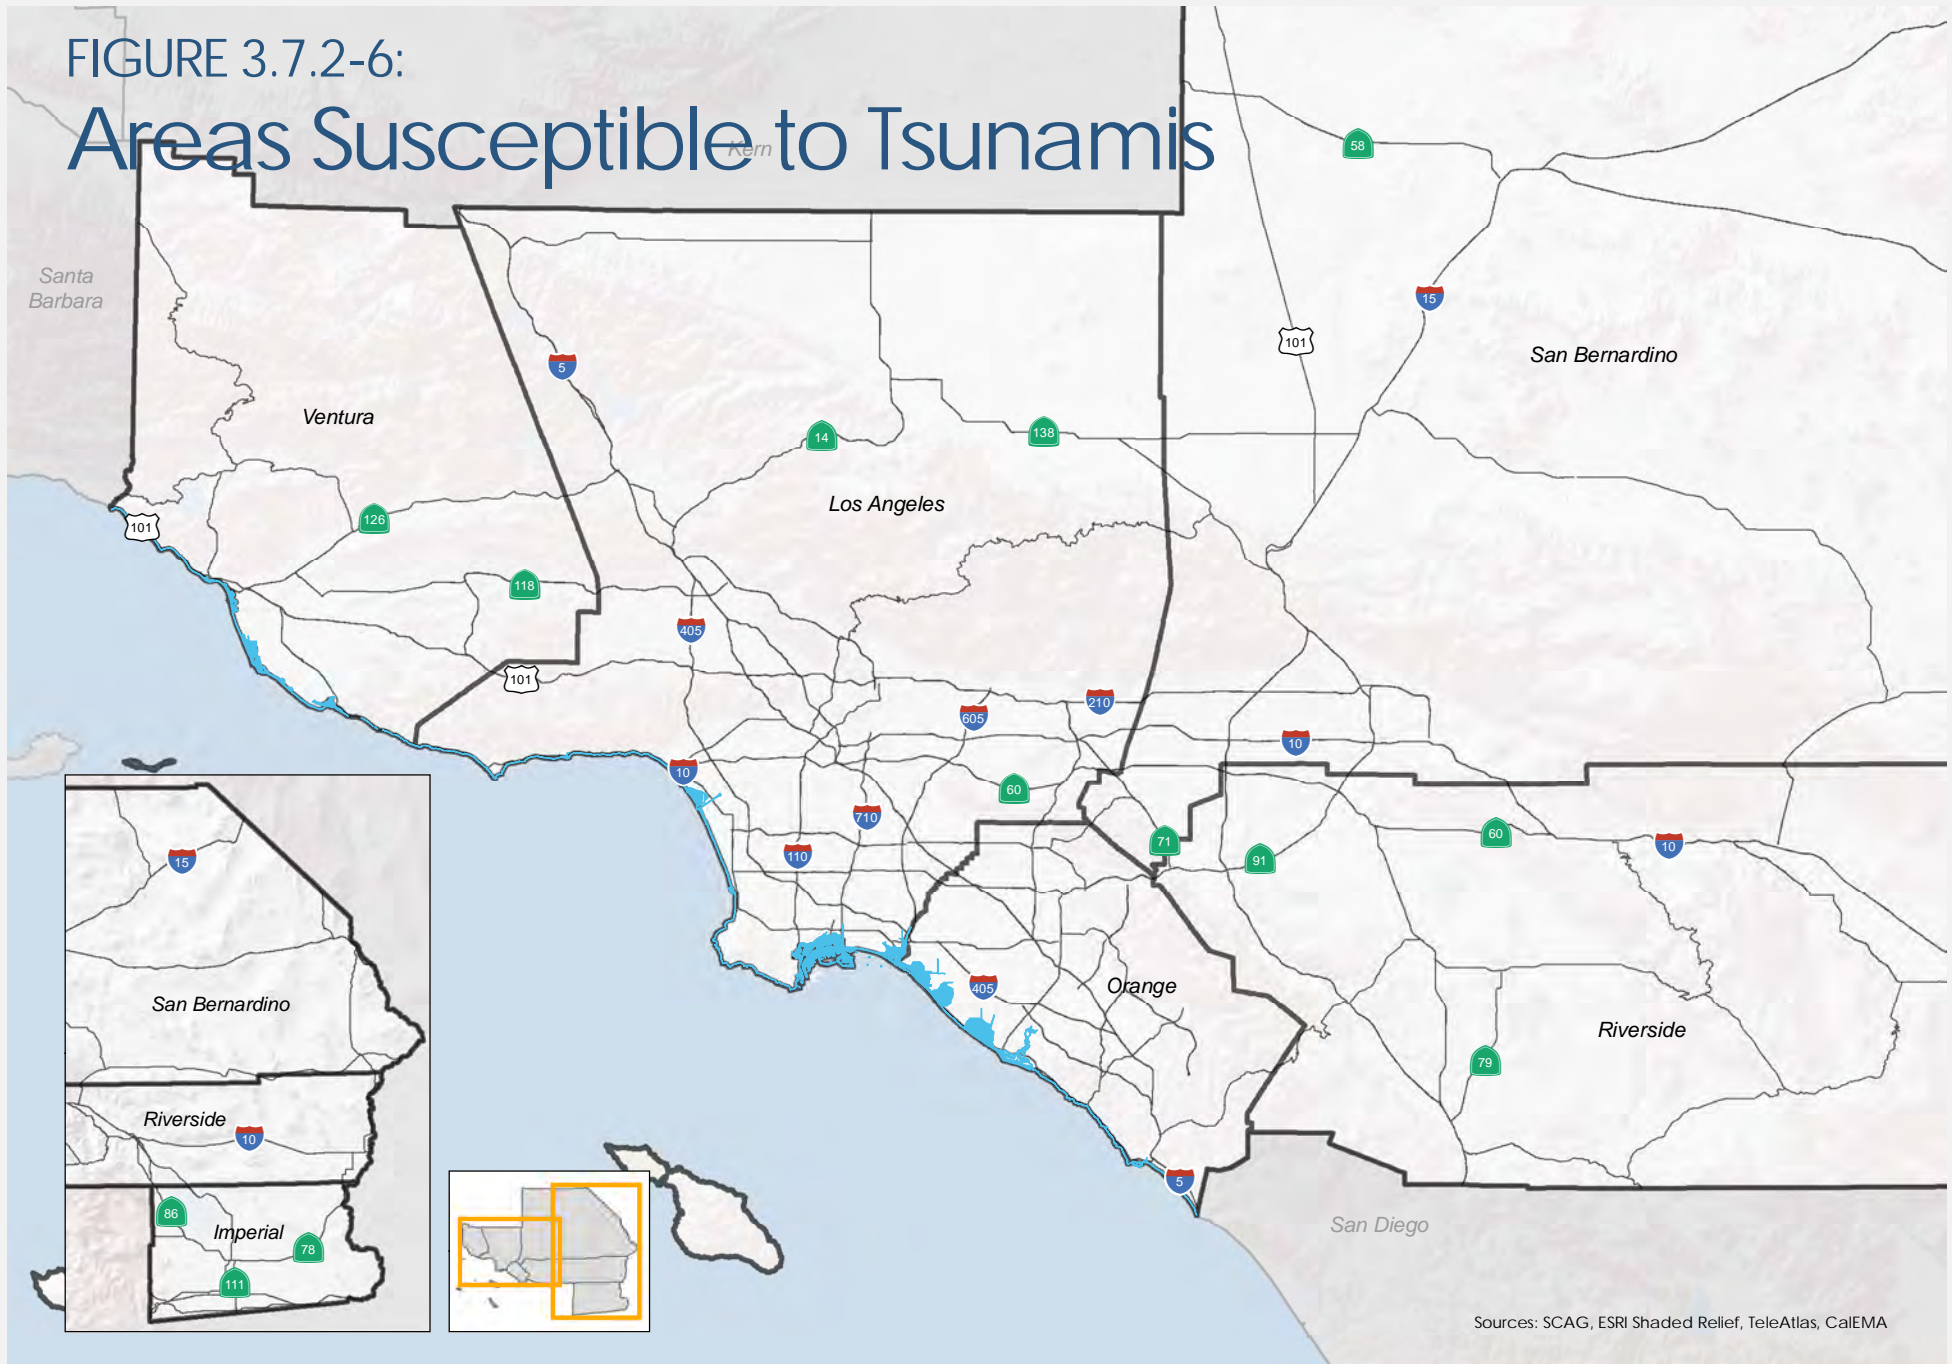 FIGURE 3.7.2-6:
Areas Susceptible to Tsunamis
Kern
58
Santa
Barbara
15
101
San Bernardino
5
Ventura
14
138
Los Angeles
126
101
118
405
101
210
605
10
10
60
710
71
60
110
91
10
15
405
Orange
San Bernardino
Riverside
79
Riverside
10
5
86
Imperial
78
San Diego
111
Sources: SCAG, ESRI Shaded Relief, TeleAtlas, CalEMA